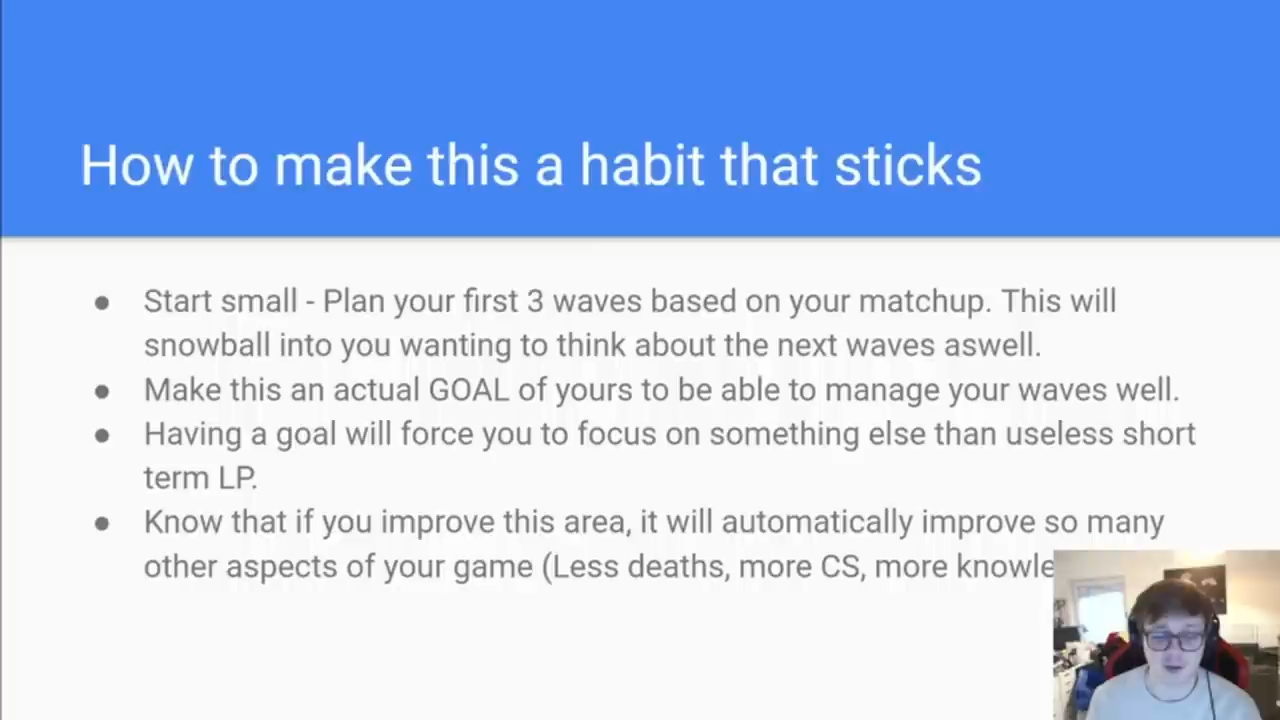 How to make this a habit that sticks
● Start small - Plan your first 3 waves based on your matchup. This will
snowball into you wanting to think about the next waves aswell.
● Make this an actual GOAL of yours to be able to manage your waves well.
● Having a goal will force you to focus on something else than useless short
term LP.
● Know that if you improve this area, it will automatically improve so many
other aspects of your game (Less deaths, more CS, more